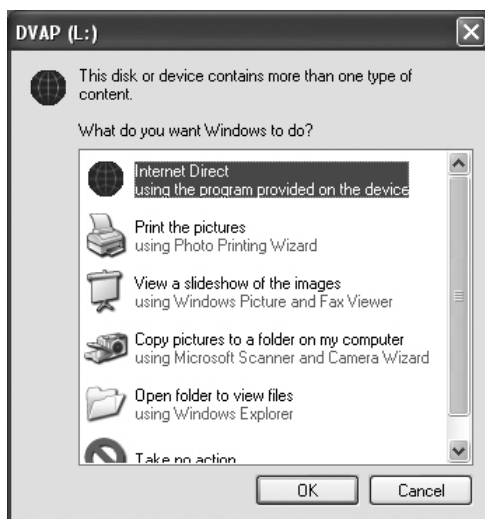 DVAP (L:)
This disk or device contains more than one type of
content.
What do you want Windows to do?
Internet Direct
using the program provided on the device
Print the pictures
using Photo Printing Wizard
View a slideshow of the images
using Windows Picture and Fax Viewer
Copy pictures to a folder on my computer
using Microsoft Scanner and Camera Wizard
Open folder to view files
using Windows Explorer
Take no action
OK
Cancel